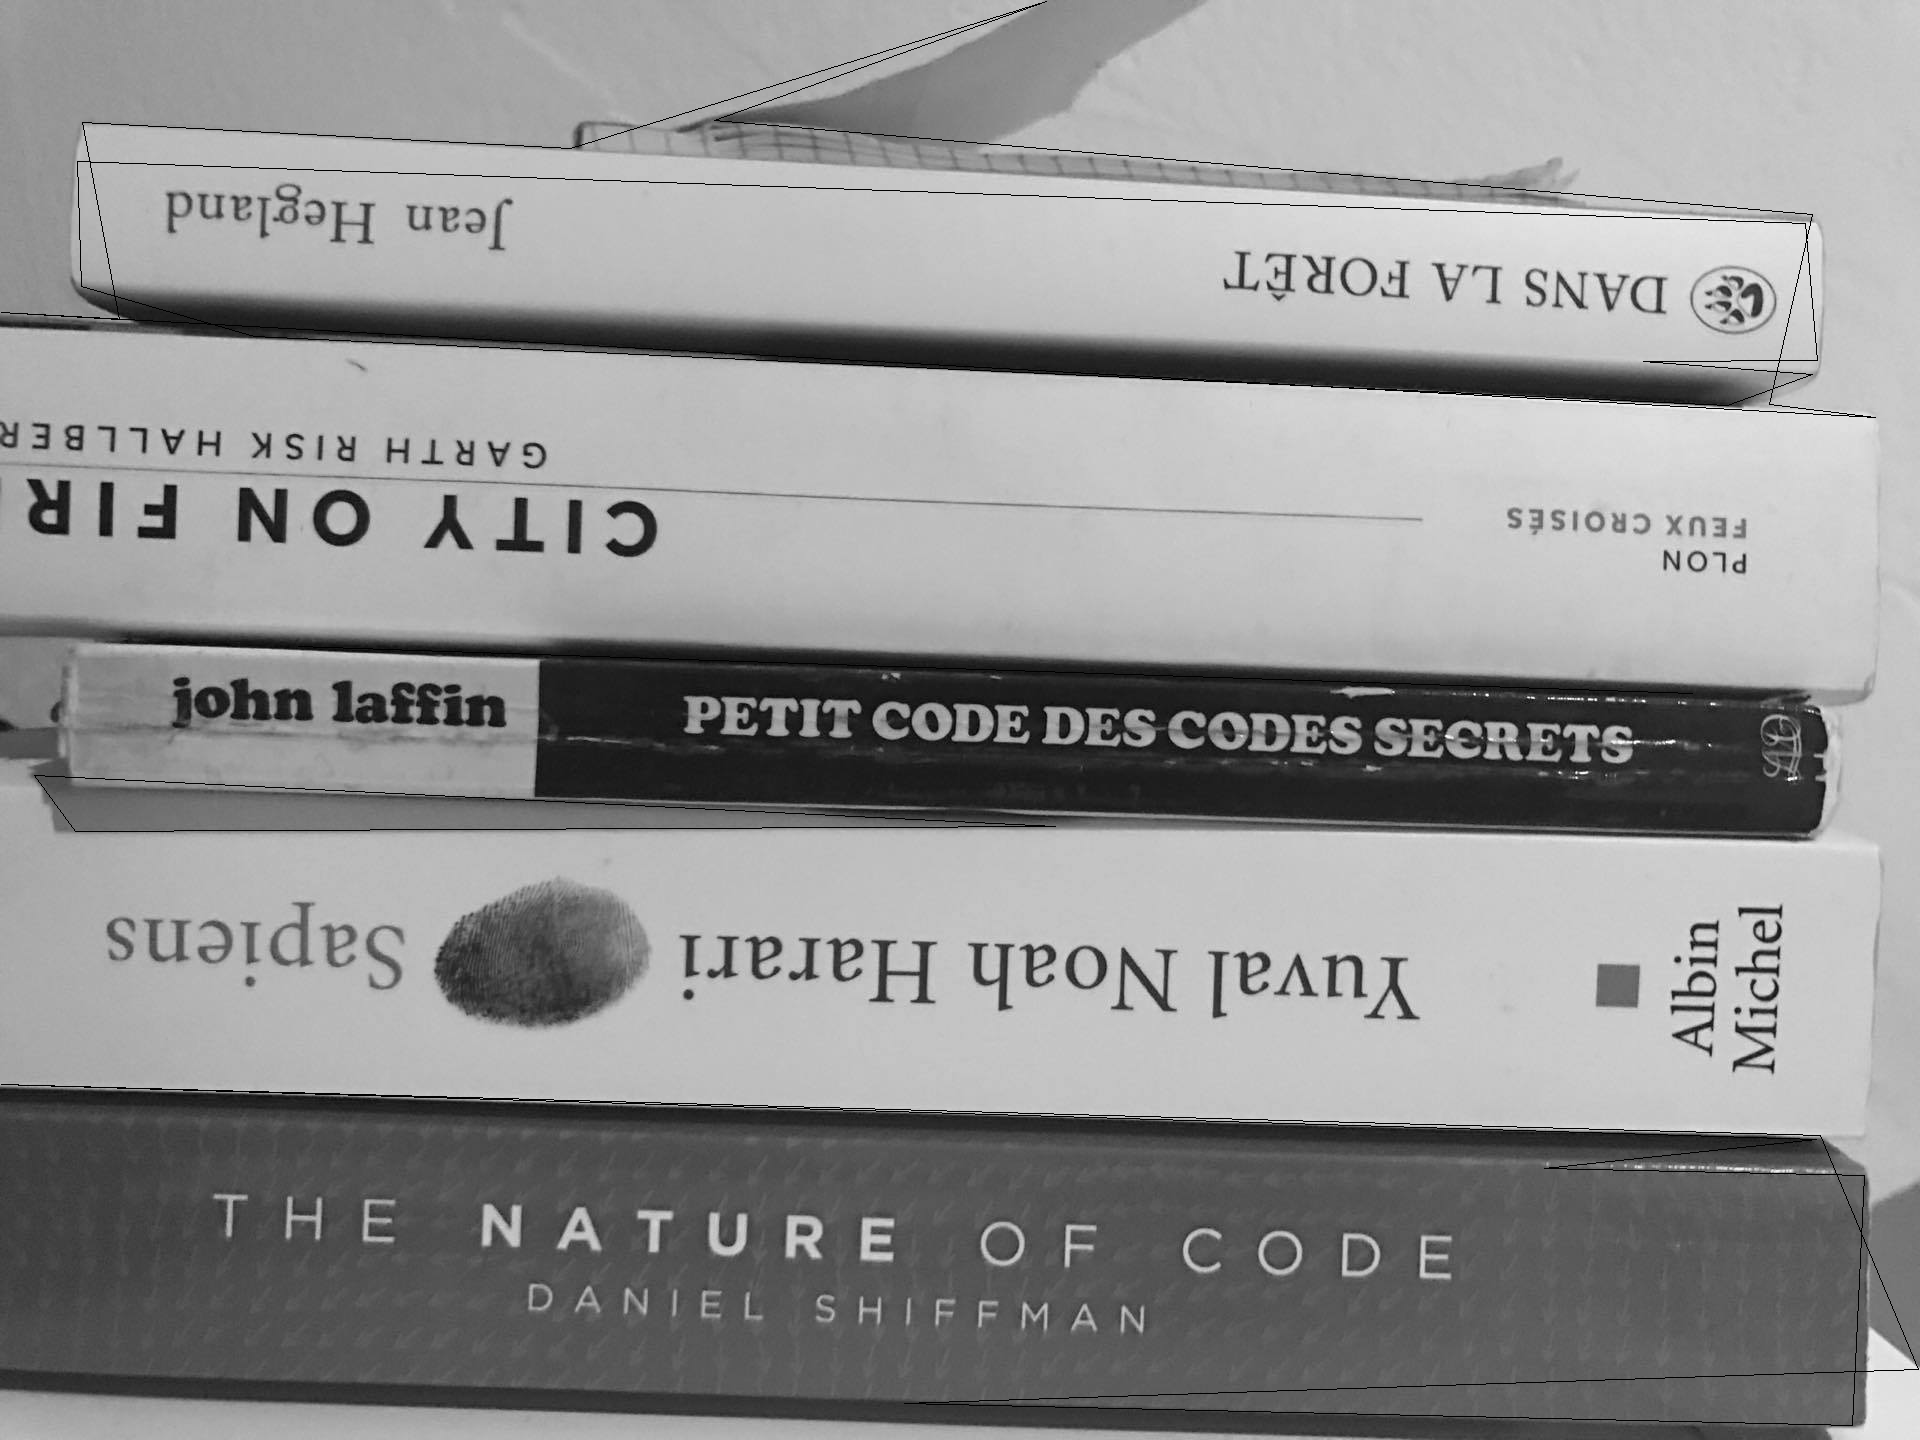 Jean Hegland
DANS LA FORÊT
GARTH RISK HALLBER
CITY ON FIR
FEUX CROISÉS
PLON
john laffin
PETIT CODE DES CODES SECRETS
Sapiens
Yuval Noah Harari
Albin
Michel
THE NATURE OF CODE
DANIEL SHIFFMAN